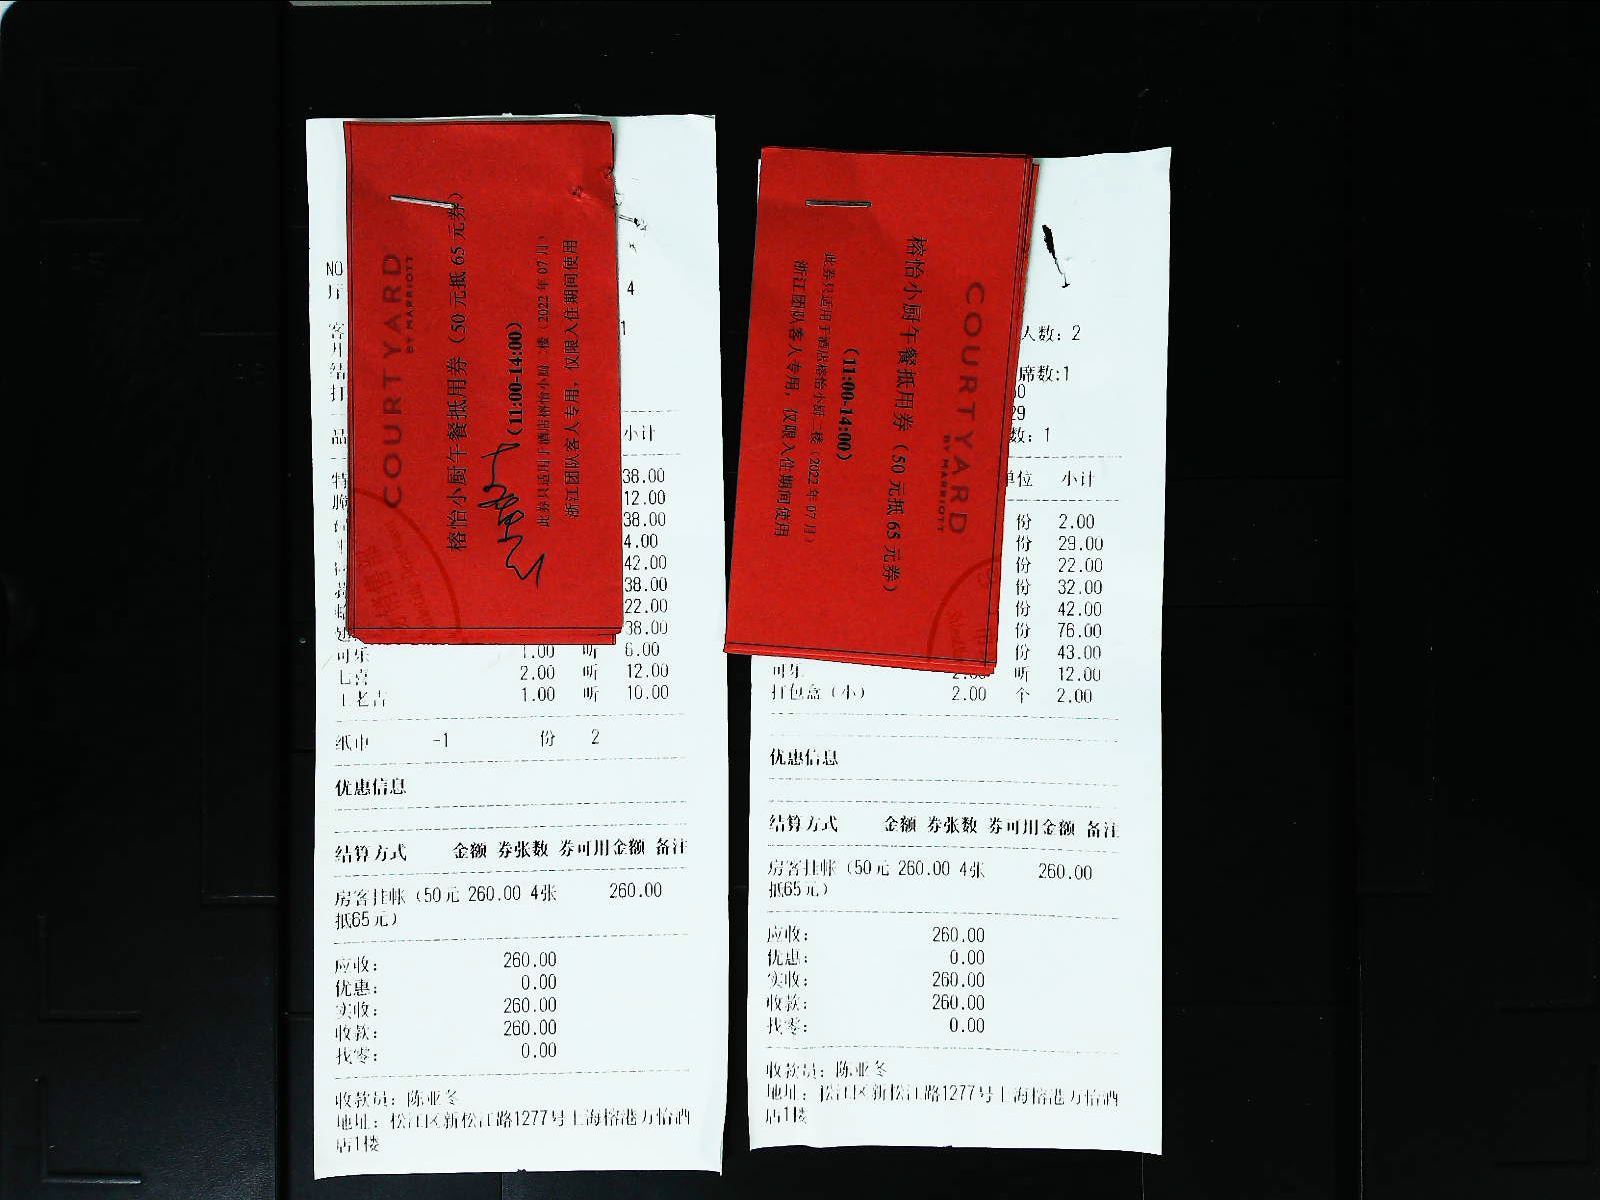 COURTYARD
BY MARRIOTT
榕怡小厨午餐抵用券（50元抵65元券）
(11:00-14:00)
此券只适用于酒店榕怡小厨二楼（2022年07月）
浙江团队客人专用，仅限入住期间使用
NO
厅
4
客
1
开
结
打
品
小计
特
38.00
12.00
38.00
4.00
42.00
38.00
22.00
38.00
可乐 1.00 听 6.00
七喜 2.00 听 12.00
王老吉 1.00 听 10.00
纸巾 -1 份 2
优惠信息
结算方式 金额 券张数 券可用金额 备注
房客挂帐（50元 260.00 4张 260.00
抵65元）
应收： 260.00
优惠： 0.00
实收： 260.00
收款： 260.00
找零： 0.00
收款员：陈亚冬
地址：松江区新松江路1277号上海榕港万怡酒
店1楼
COURTYARD
BY MARRIOTT
榕怡小厨午餐抵用券（50元抵65元券）
(11:00-14:00)
此券只适用于酒店榕怡小厨二楼（2022年07月）
浙江团队客人专用，仅限入住期间使用
人数：2
席数:1
29
数：1
单位 小计
份 2.00
份 29.00
份 22.00
份 32.00
份 42.00
份 76.00
份 43.00
可乐 2.00 听 12.00
打包盒（小） 2.00 个 2.00
优惠信息
结算方式 金额 券张数 券可用金额 备注
房客挂帐（50元 260.00 4张 260.00
抵65元）
应收： 260.00
优惠： 0.00
实收： 260.00
收款： 260.00
找零： 0.00
收款员：陈亚冬
地址：松江区新松江路1277号上海榕港万怡酒
店1楼